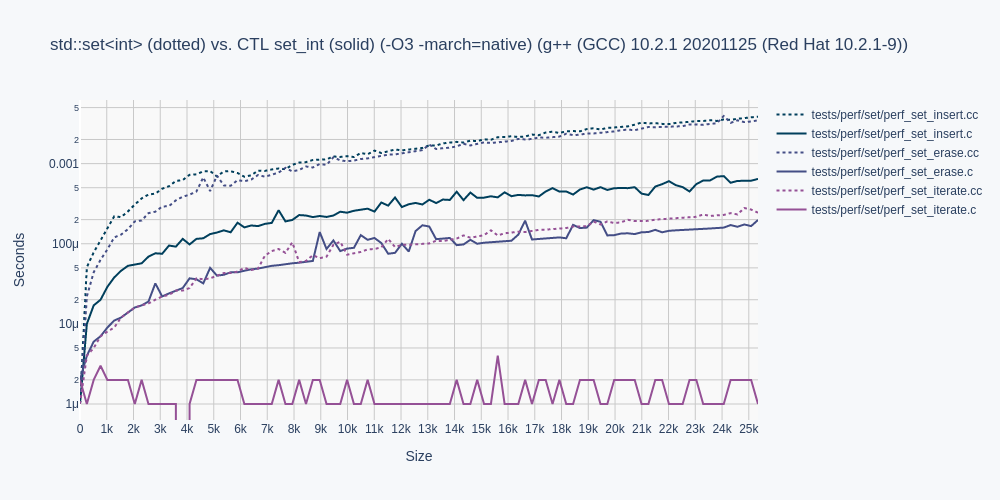 std::set<int> (dotted) vs. CTL set_int (solid) (-O3 -march=native) (g++ (GCC) 10.2.1 20201125 (Red Hat 10.2.1-9))
5
2
0.001
5
2
100μ
5
2
10μ
5
2
1μ
Seconds
0 1k 2k 3k 4k 5k 6k 7k 8k 9k 10k 11k 12k 13k 14k 15k 16k 17k 18k 19k 20k 21k 22k 23k 24k 25k
Size
tests/perf/set/perf_set_insert.cc
tests/perf/set/perf_set_insert.c
tests/perf/set/perf_set_erase.cc
tests/perf/set/perf_set_erase.c
tests/perf/set/perf_set_iterate.cc
tests/perf/set/perf_set_iterate.c